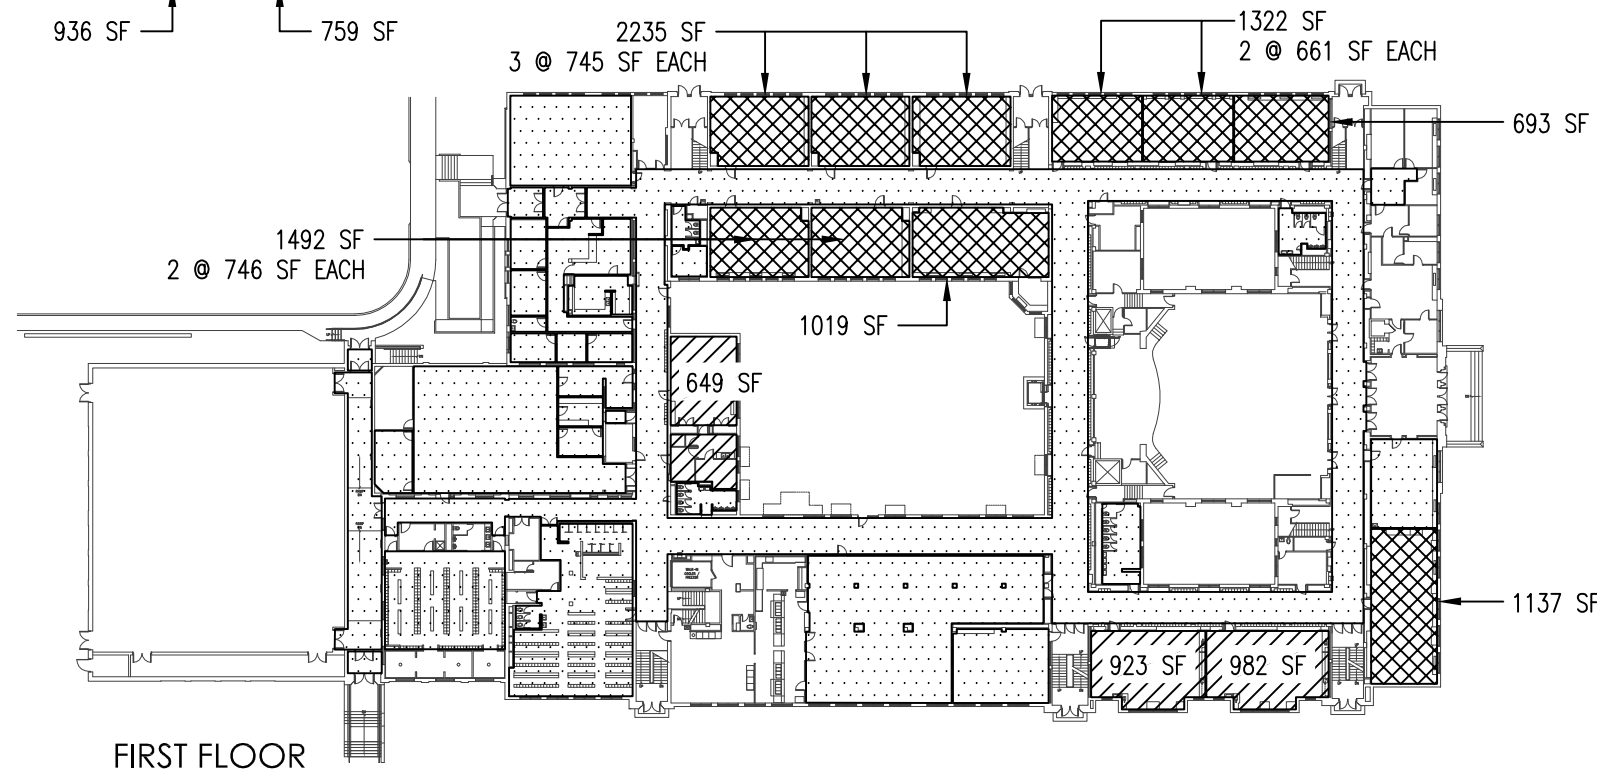 936 SF
759 SF
2235 SF
3 @ 745 SF EACH
1322 SF
2 @ 661 SF EACH
693 SF
1492 SF
2 @ 746 SF EACH
1019 SF
649 SF
1137 SF
923 SF
982 SF
FIRST FLOOR